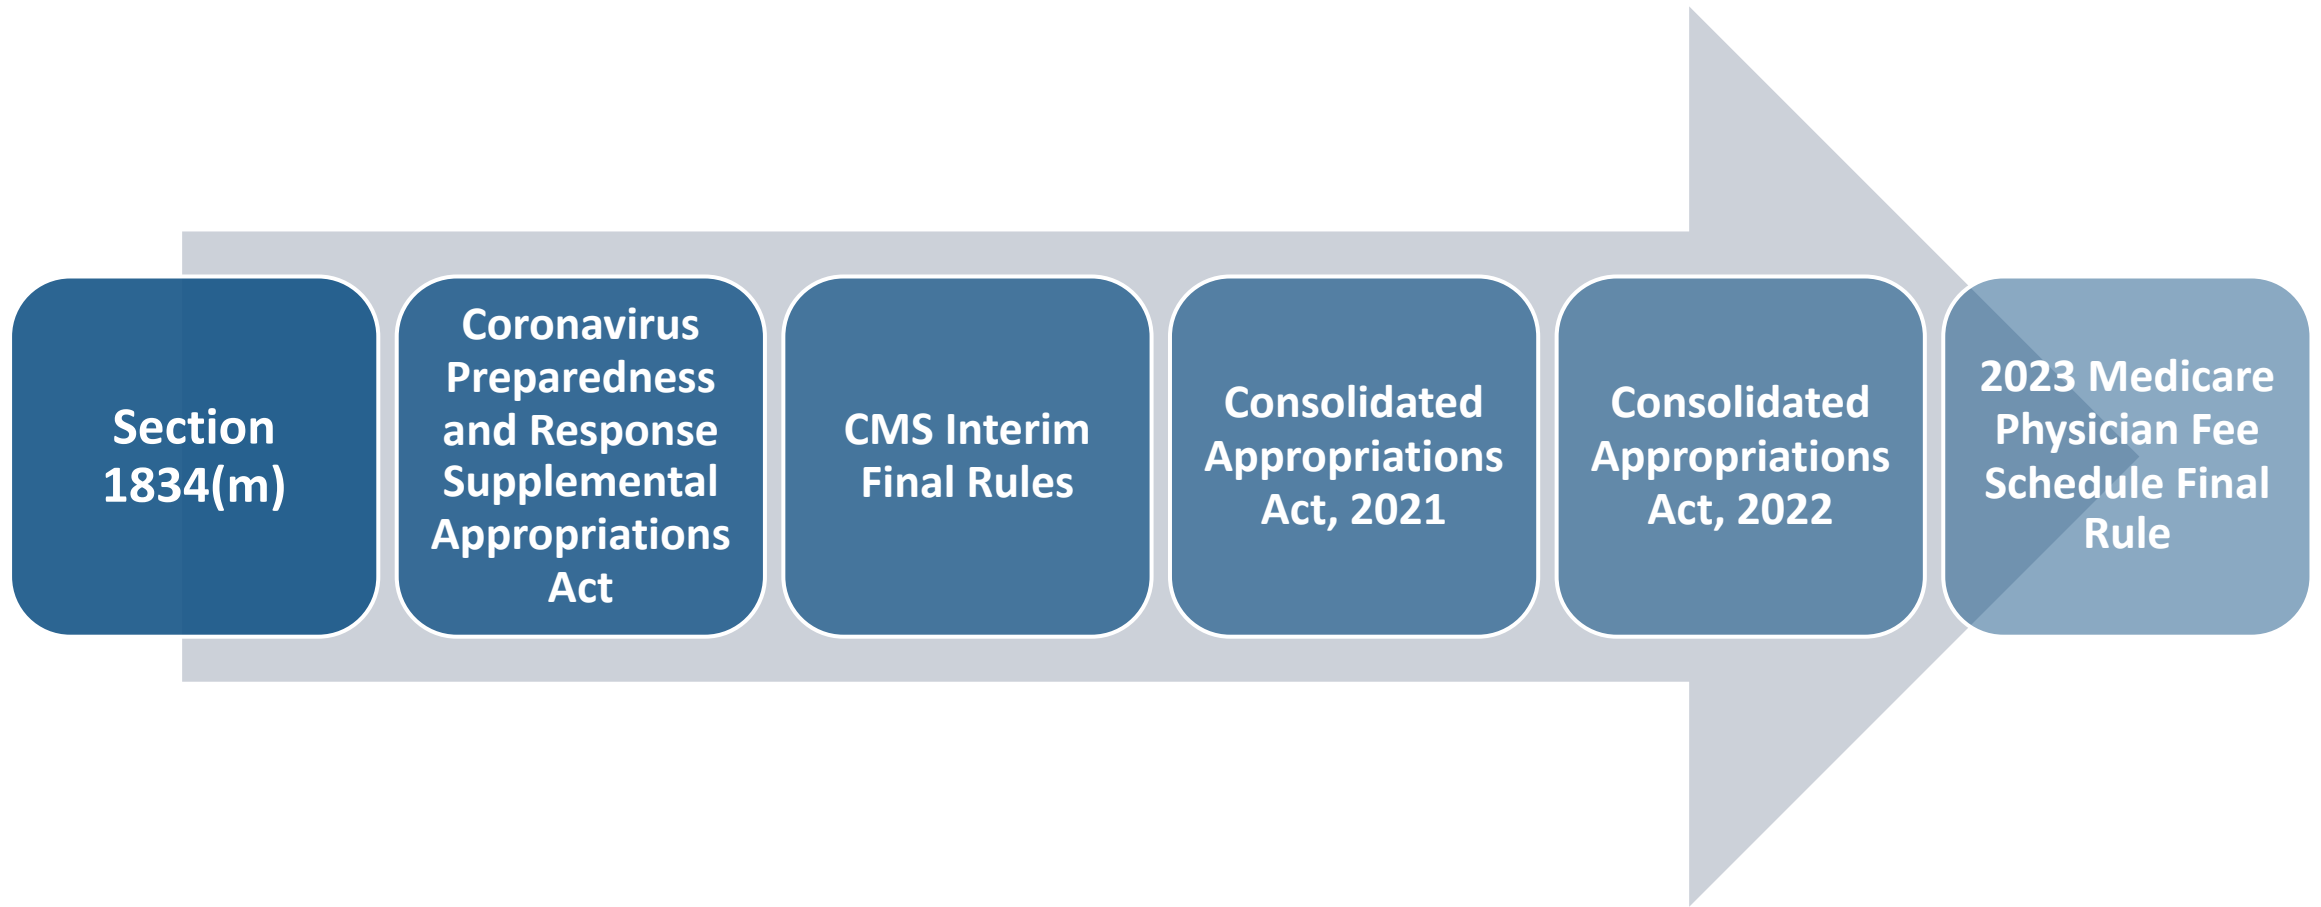 Section
1834(m)
Coronavirus
Preparedness
and Response
Supplemental
Appropriations
Act
CMS Interim
Final Rules
Consolidated
Appropriations
Act, 2021
Consolidated
Appropriations
Act, 2022
2023 Medicare
Physician Fee
Schedule Final
Rule